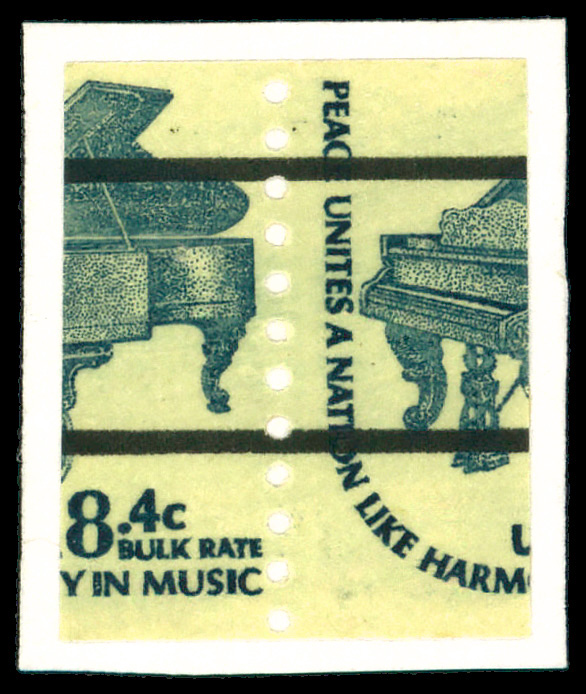 8.4c
BULK RATE
Y IN MUSIC
PEACE UNITES A NATION LIKE HARM
U